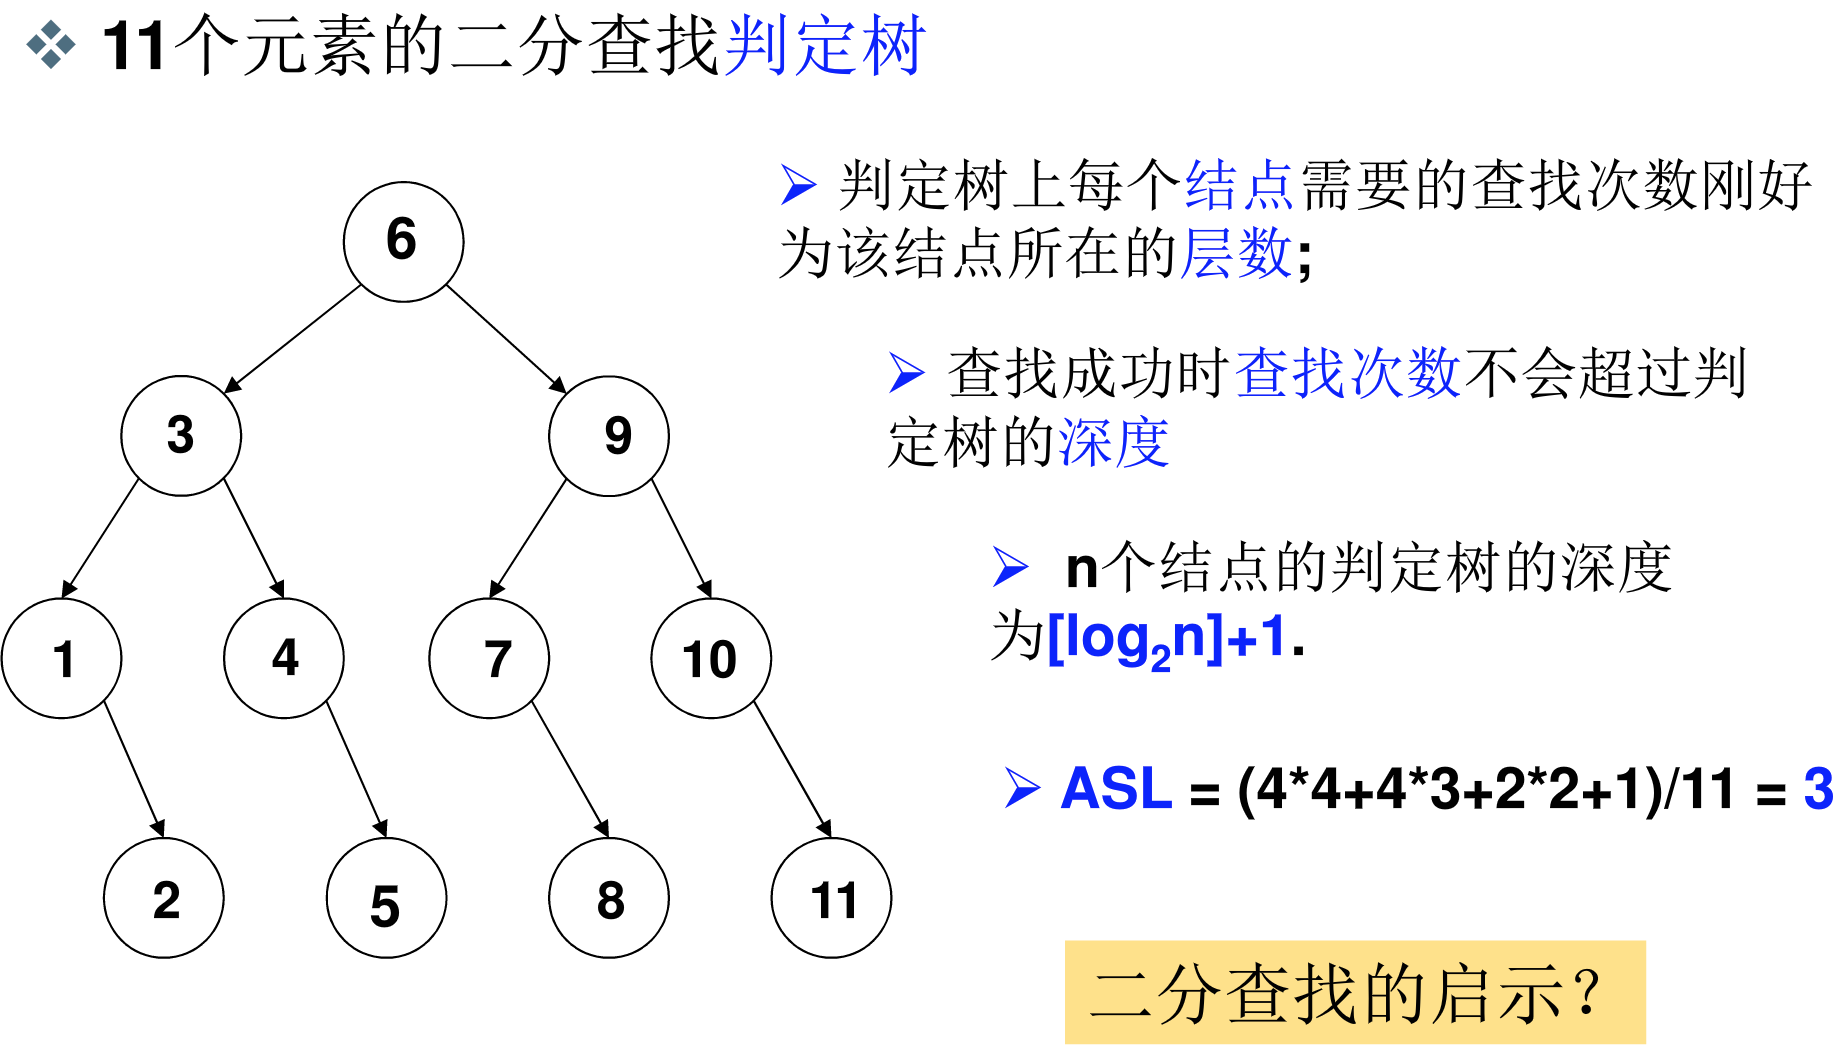 11个元素的二分查找判定树
6
3
9
1
4
7
10
2
5
8
11
判定树上每个结点需要的查找次数刚好
为该结点所在的层数;
查找成功时查找次数不会超过判
定树的深度
n个结点的判定树的深度
为[log₂n]+1.
ASL = (4*4+4*3+2*2+1)/11 = 3
二分查找的启示？